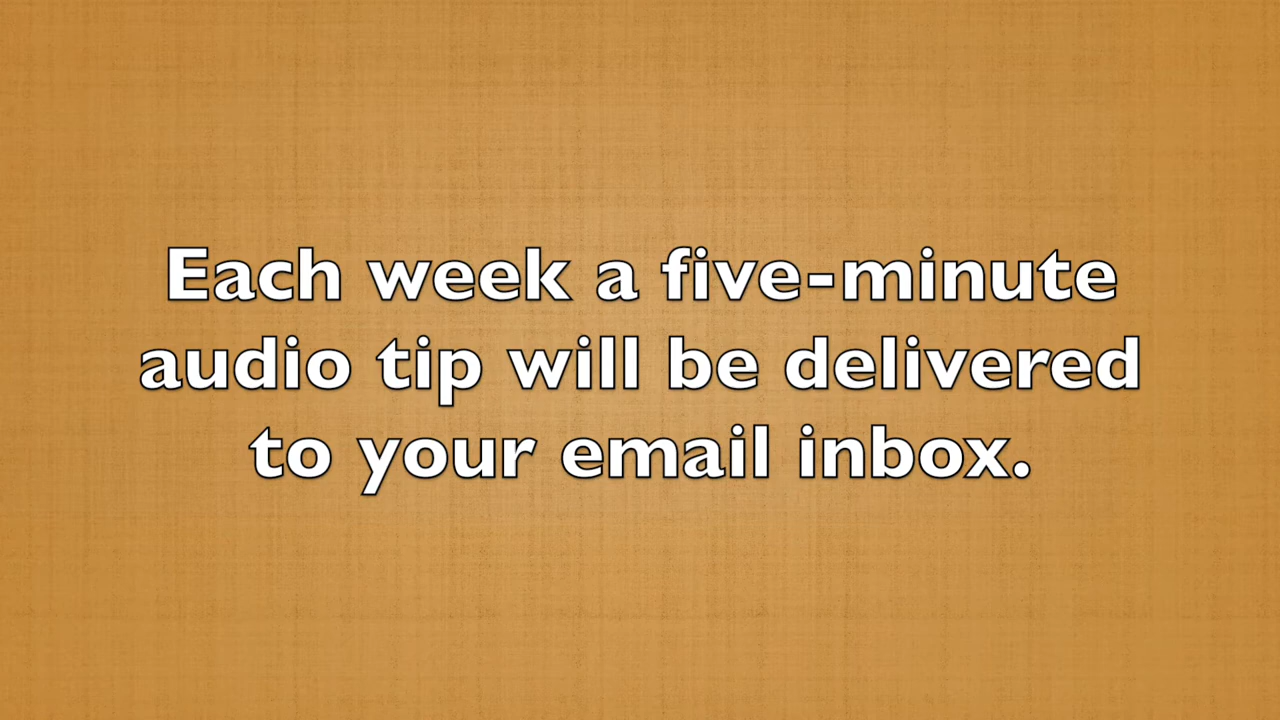 Each week a five-minute
audio tip will be delivered
to your email inbox.